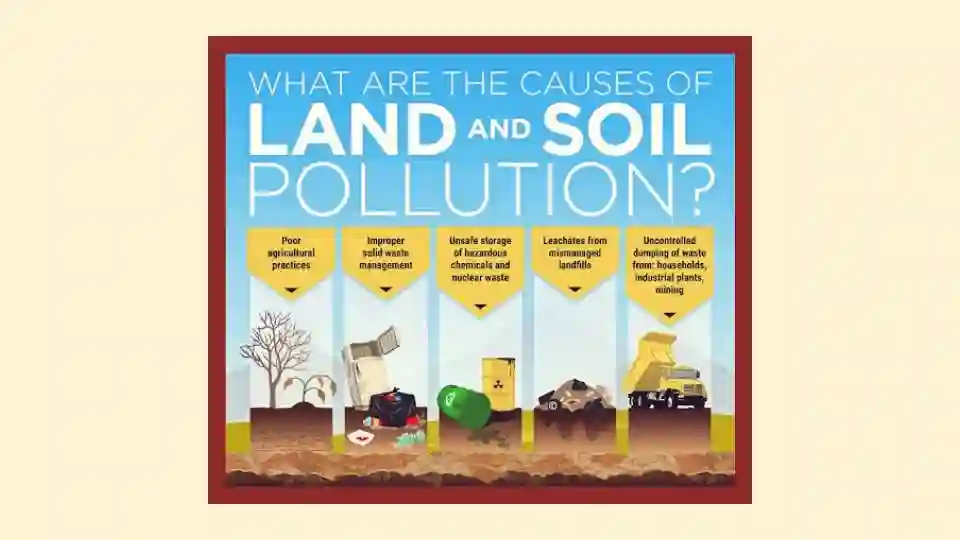 WHAT ARE THE CAUSES OF
LAND AND SOIL
POLLUTION?
Poor
agricultural
practices
Improper
solid waste
management
Unsafe storage
of hazardous
chemicals and
nuclear waste
Leachates from
mismanaged
landfills
Uncontrolled
dumping of waste
from: households,
industrial plants,
mining